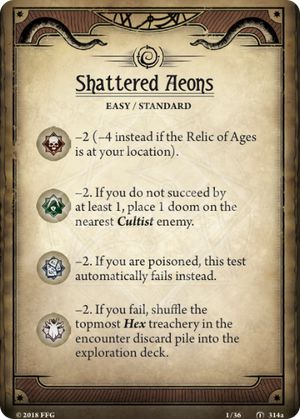 Shattered Aeons
EASY / STANDARD
–2 (–4 instead if the Relic of Ages
is at your location).
–2. If you do not succeed by
at least 1, place 1 doom on the
nearest Cultist enemy.
–2. If you are poisoned, this test
automatically fails instead.
–2. If you fail, shuffle the
topmost Hex treachery in the
encounter discard pile into the
exploration deck.
© 2018 FFG
1/36
314a